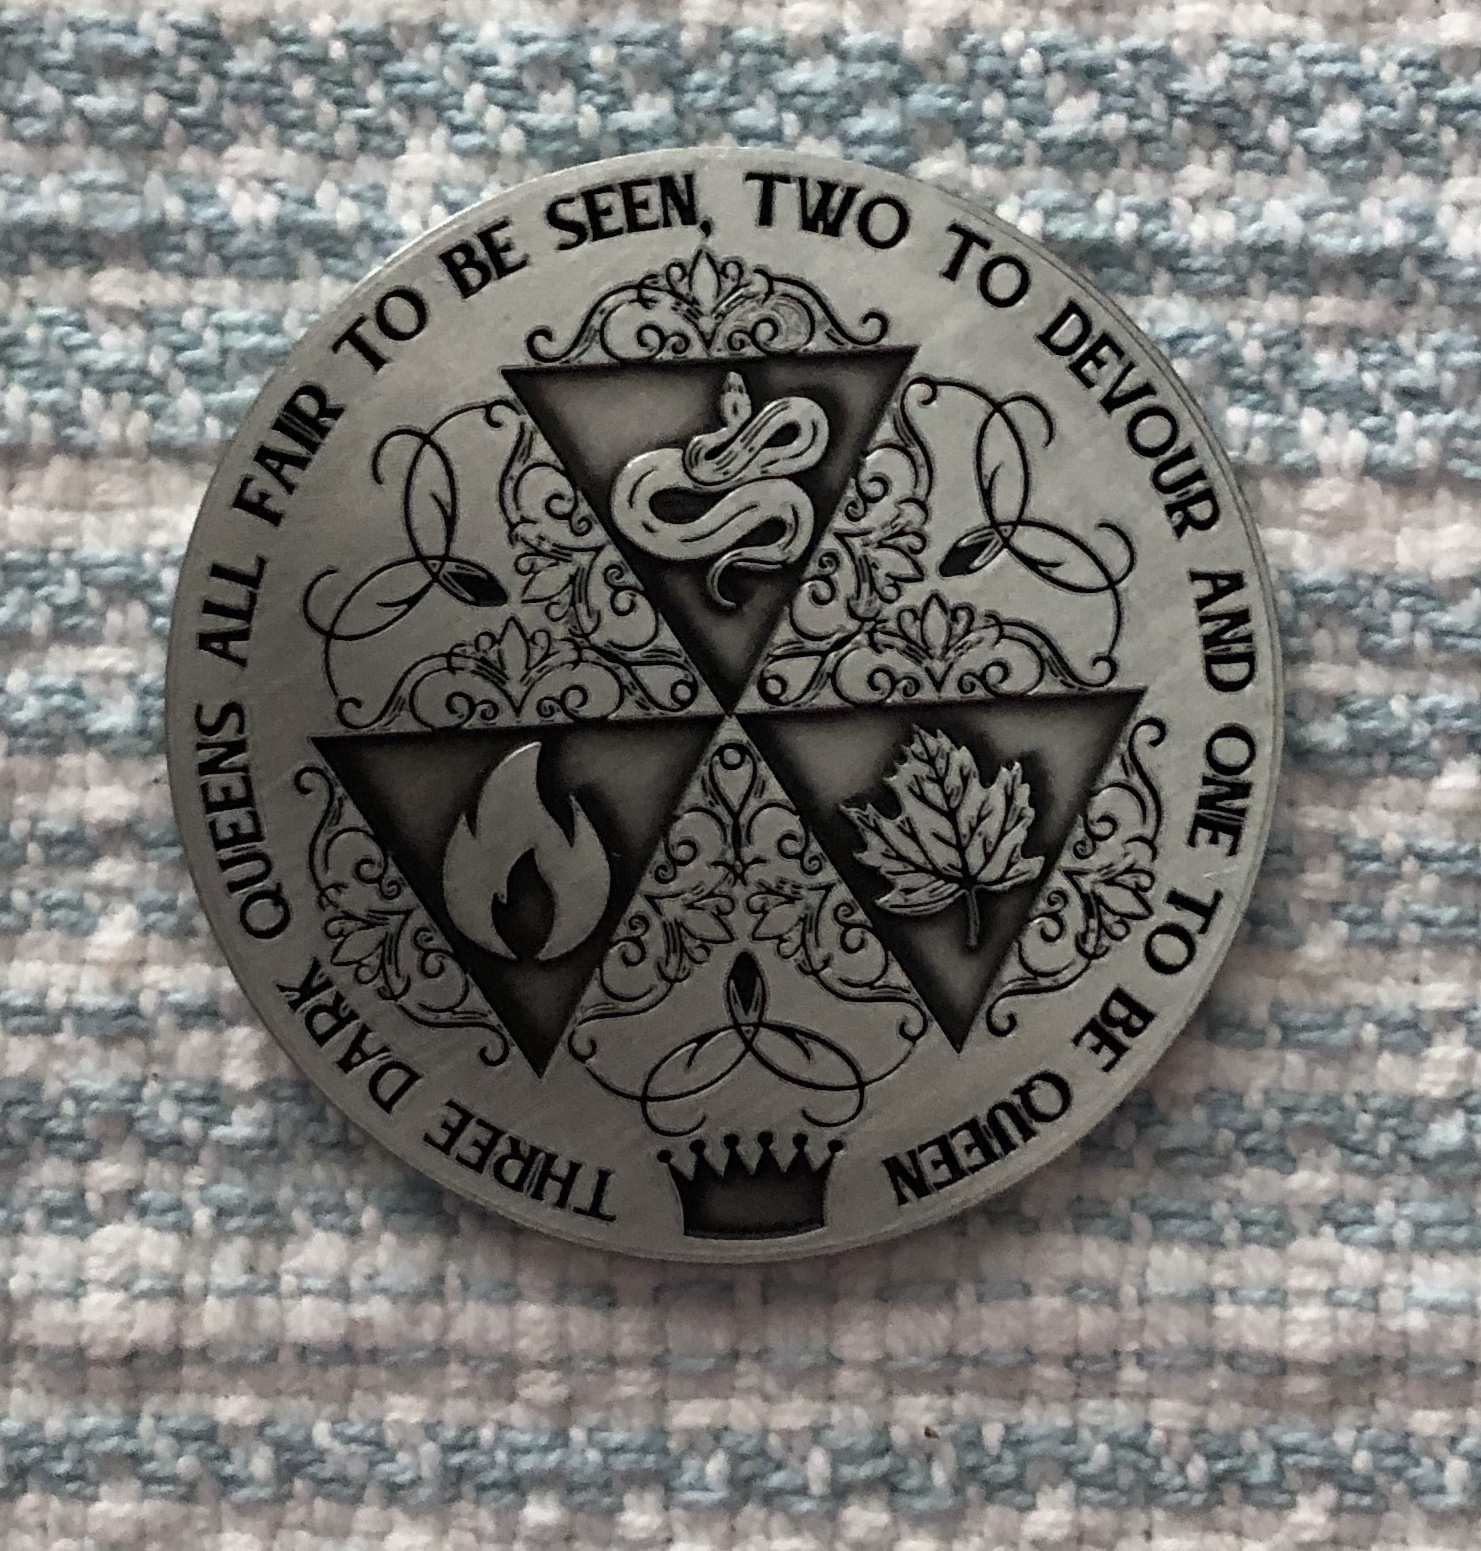 THREE DARK QUEENS ALL FAIR TO BE SEEN, TWO TO DEVOUR AND ONE TO BE QUEEN